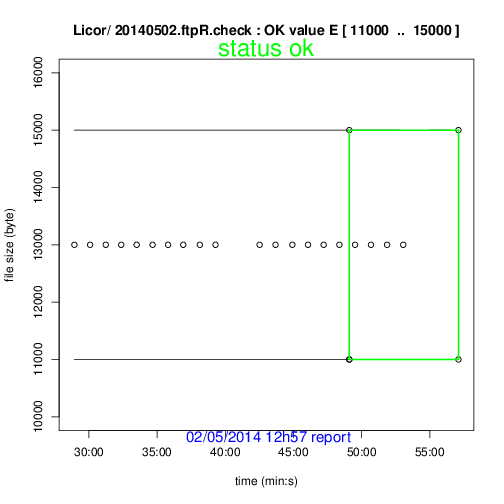 Licor/ 20140502.ftpR.check : OK value E [ 11000 .. 15000 ]
status ok
16000
15000
14000
13000
12000
11000
10000
file size (byte)
02/05/2014 12h57 report
30:00 35:00 40:00 45:00 50:00 55:00
time (min:s)